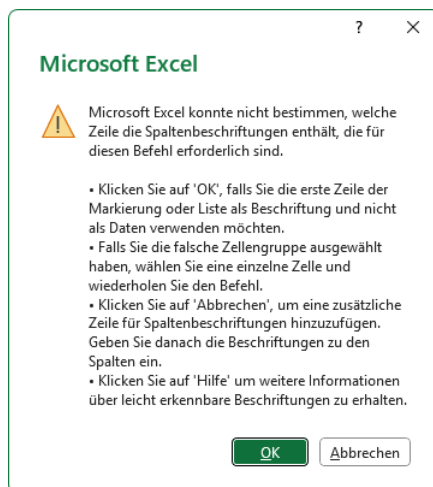 ?
Microsoft Excel
Microsoft Excel konnte nicht bestimmen, welche
Zeile die Spaltenbeschriftungen enthält, die für
diesen Befehl erforderlich sind.
• Klicken Sie auf 'OK', falls Sie die erste Zeile der
Markierung oder Liste als Beschriftung und nicht
als Daten verwenden möchten.
• Falls Sie die falsche Zellengruppe ausgewählt
haben, wählen Sie eine einzelne Zelle und
wiederholen Sie den Befehl.
• Klicken Sie auf 'Abbrechen', um eine zusätzliche
Zeile für Spaltenbeschriftungen hinzuzufügen.
Geben Sie danach die Beschriftungen zu den
Spalten ein.
• Klicken Sie auf 'Hilfe' um weitere Informationen
über leicht erkennbare Beschriftungen zu erhalten.
OK Abbrechen